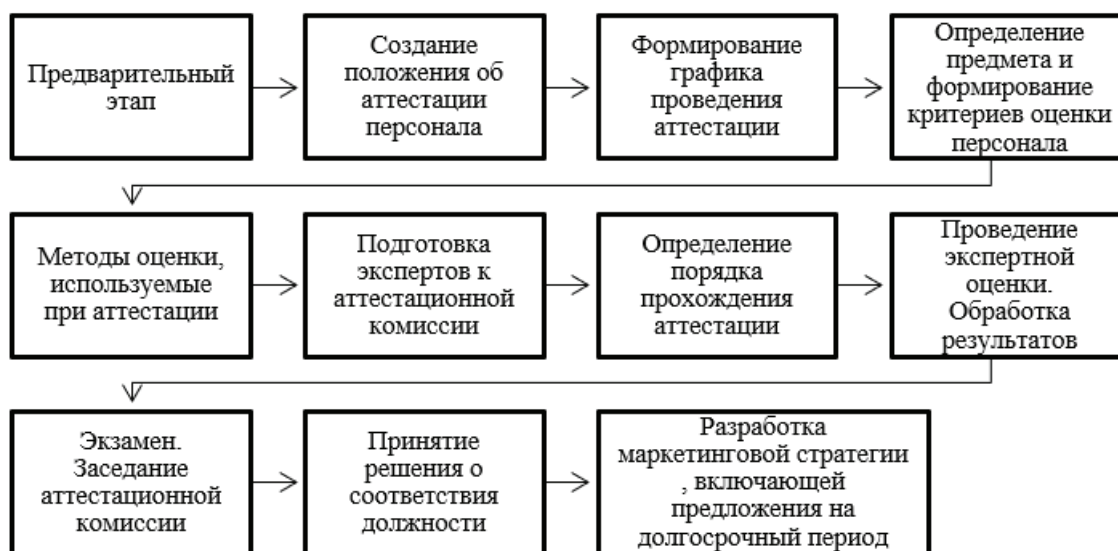 Предварительный
этап
Создание
положения об
аттестации
персонала
Формирование
графика
проведения
аттестации
Определение
предмета и
формирование
критериев оценки
персонала
Методы оценки,
используемые
при аттестации
Подготовка
экспертов к
аттестационной
комиссии
Определение
порядка
прохождения
аттестации
Проведение
экспертной
оценки.
Обработка
результатов
Экзамен.
Заседание
аттестационной
комиссии
Принятие
решения о
соответствия
должности
Разработка
маркетинговой стратегии
, включающей
предложения на
долгосрочный период